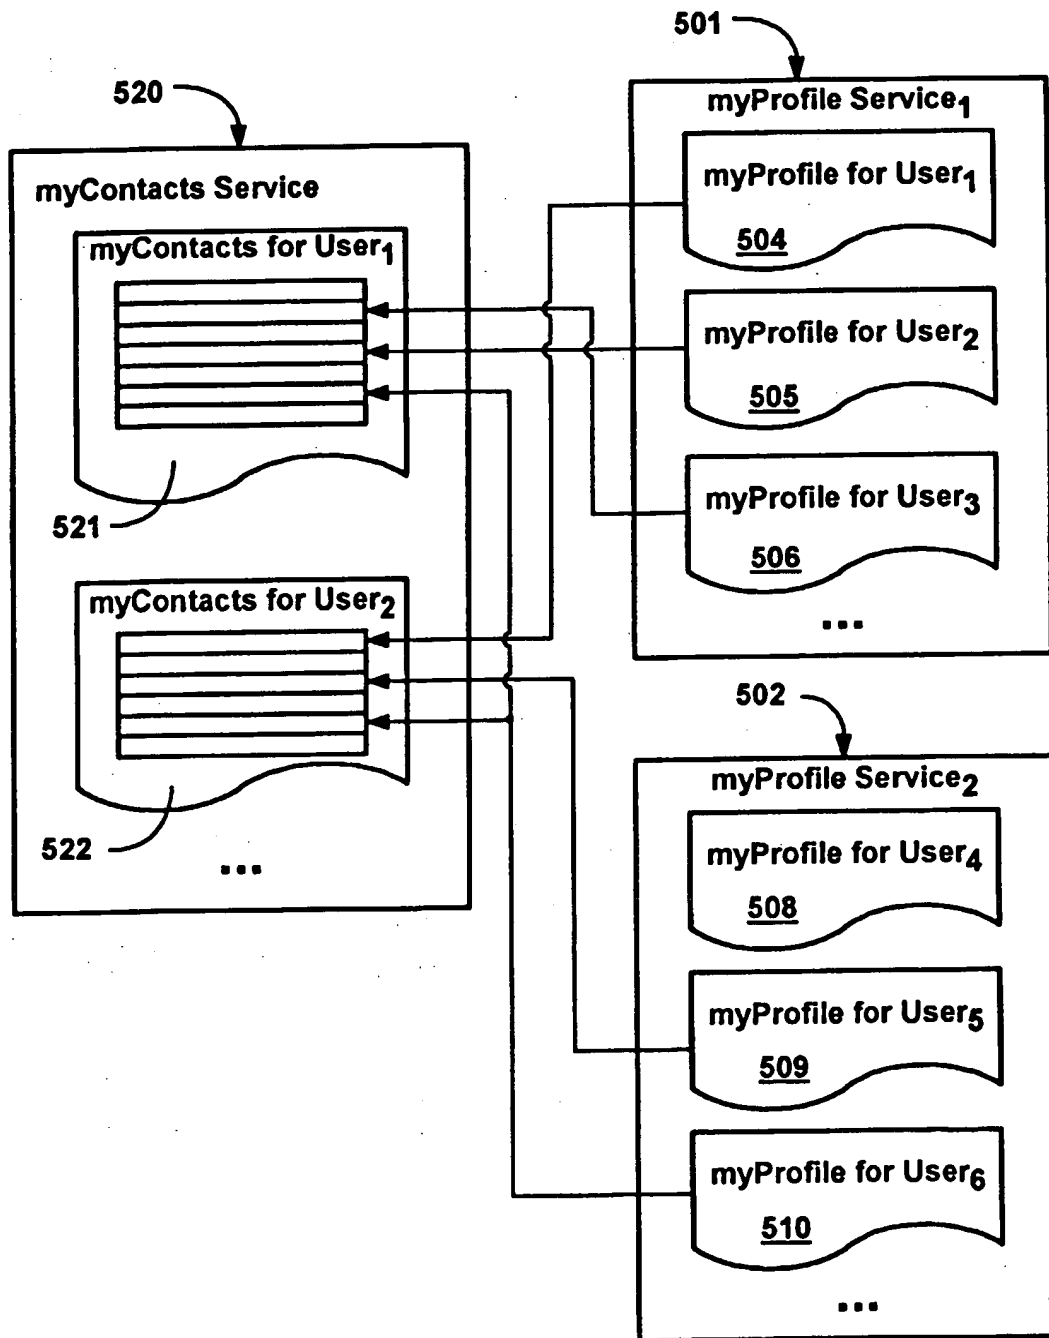 501
520
myProfile Service1
myContacts Service
myProfile for User1
504
myContacts for User1
myProfile for User2
505
myProfile for User3
506
521
...
myContacts for User2
502
myProfile Service2
522
...
myProfile for User4
508
myProfile for User5
509
myProfile for User6
510
...